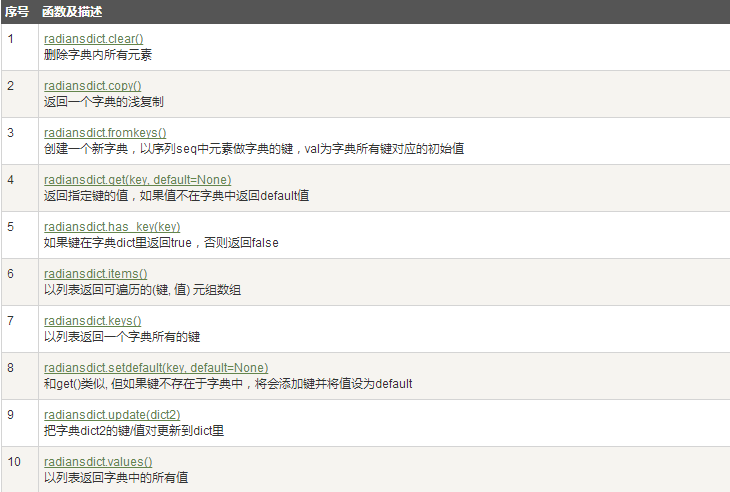 序号 函数及描述
1 radiansdict.clear()
删除字典内所有元素
2 radiansdict.copy()
返回一个字典的浅复制
3 radiansdict.fromkeys()
创建一个新字典，以序列seq中元素做字典的键，val为字典所有键对应的初始值
4 radiansdict.get(key, default=None)
返回指定键的值，如果值不在字典中返回default值
5 radiansdict.has_key(key)
如果键在字典dict里返回true，否则返回false
6 radiansdict.items()
以列表返回可遍历的(键, 值) 元组数组
7 radiansdict.keys()
以列表返回一个字典所有的键
8 radiansdict.setdefault(key, default=None)
和get()类似, 但如果键不存在于字典中，将会添加键并将值设为default
9 radiansdict.update(dict2)
把字典dict2的键/值对更新到dict里
10 radiansdict.values()
以列表返回字典中的所有值